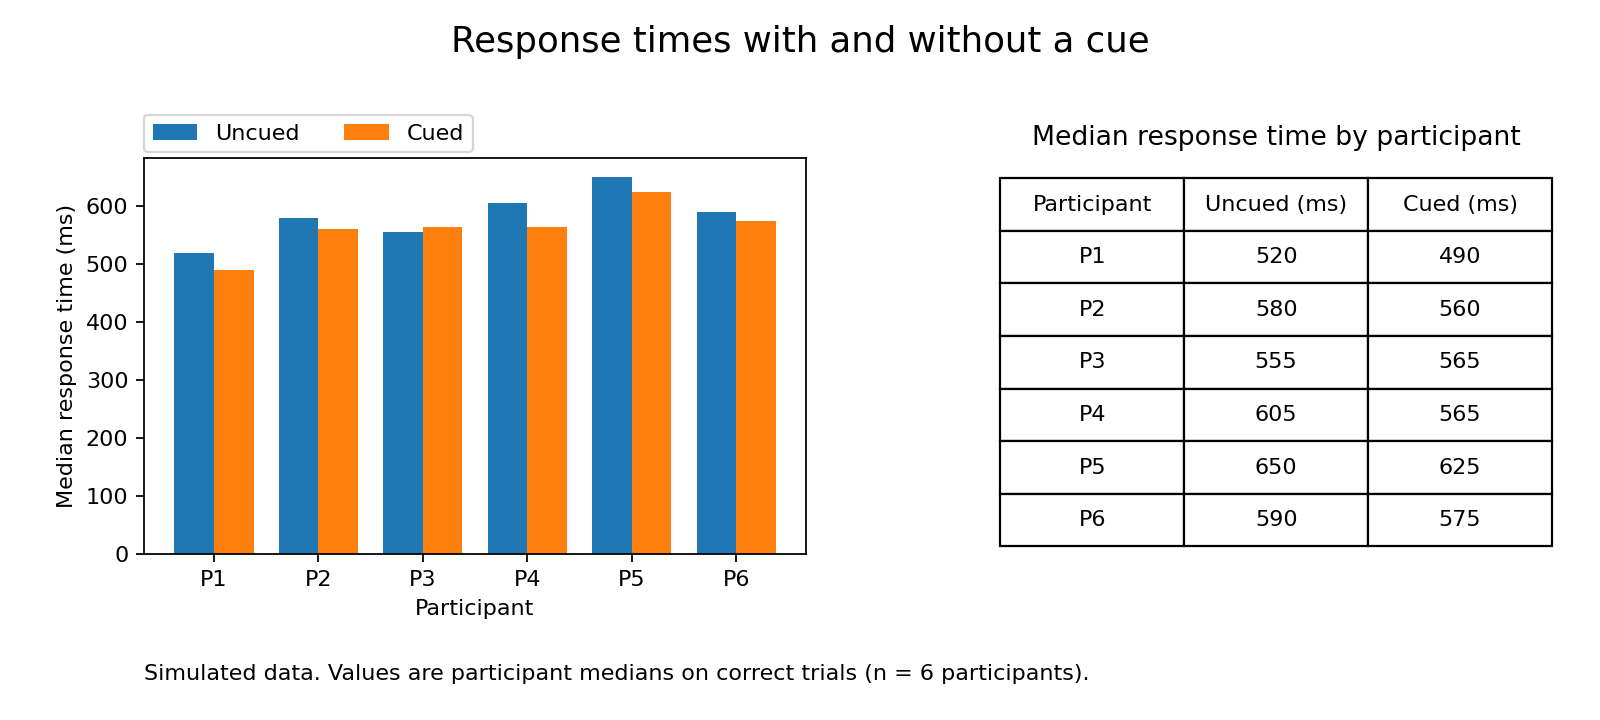 Response times with and without a cue
Uncued Cued
Median response time (ms)
600
500
400
300
200
100
0
P1 P2 P3 P4 P5 P6
Participant
Median response time by participant
Participant Uncued (ms) Cued (ms)
P1 520 490
P2 580 560
P3 555 565
P4 605 565
P5 650 625
P6 590 575
Simulated data. Values are participant medians on correct trials (n = 6 participants).